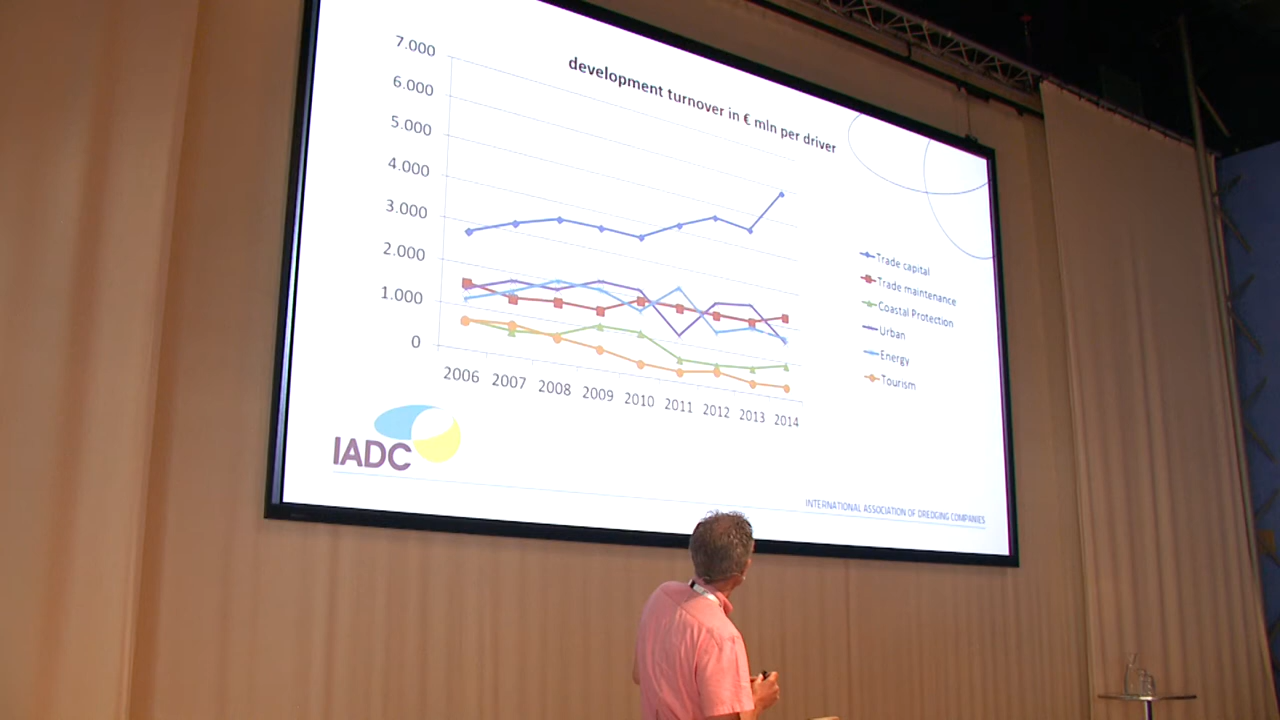 development turnover in € mln per driver
7.000
6.000
5.000
4.000
3.000
2.000
1.000
0
2006 2007 2008 2009 2010 2011 2012 2013 2014
Trade capital
Trade maintenance
Coastal Protection
Urban
Energy
Tourism
IADC
INTERNATIONAL ASSOCIATION OF DREDGING COMPANIES